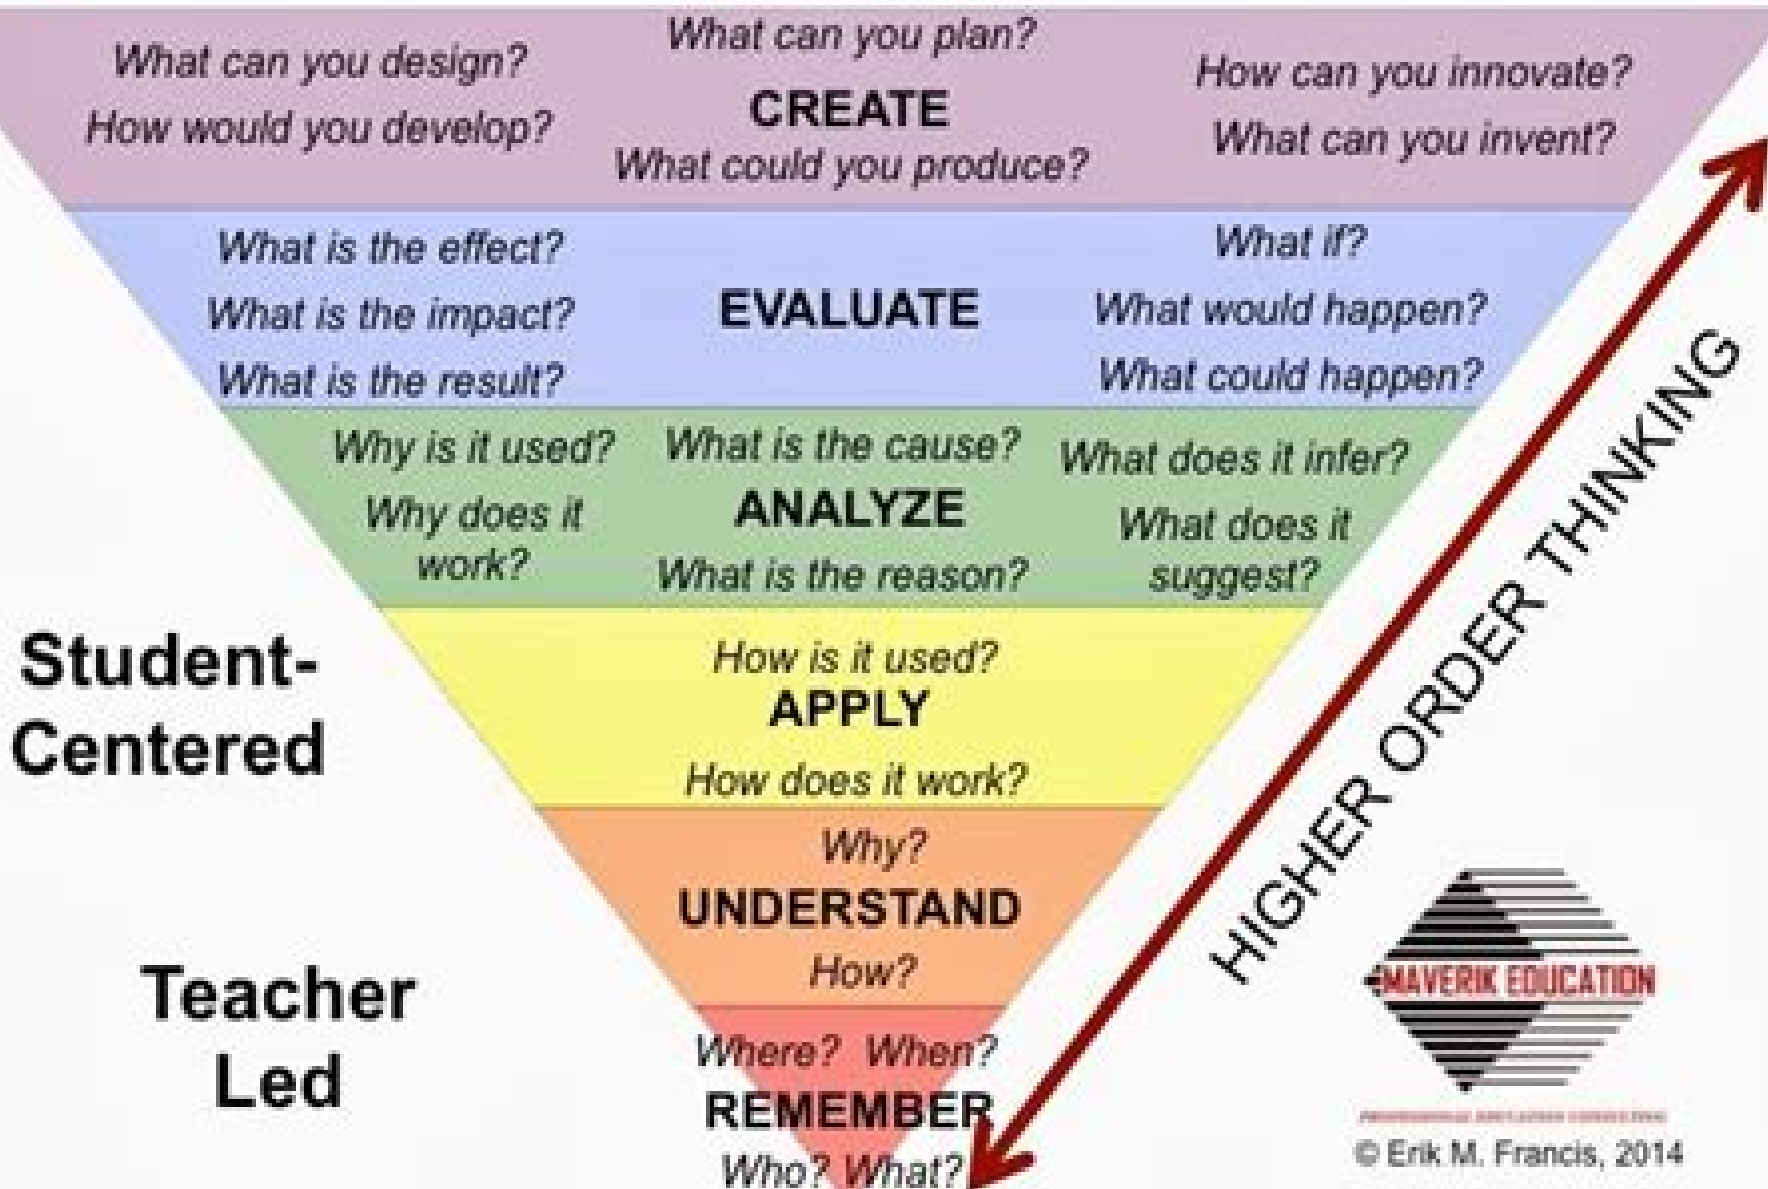 What can you plan?
What can you design?
How can you innovate?
CREATE
How would you develop?
What can you invent?
What could you produce?
What is the effect?
What if?
What is the impact?
EVALUATE
What would happen?
What is the result?
What could happen?
Why is it used?
What is the cause?
What does it infer?
Why does it
work?
ANALYZE
What does it
suggest?
What is the reason?
How is it used?
APPLY
How does it work?
Student-
Centered
Why?
UNDERSTAND
How?
Teacher
Led
Where? When?
REMEMBER
Who? What?
HIGHER ORDER THINKING
MAVERIK EDUCATION
© Erik M. Francis, 2014